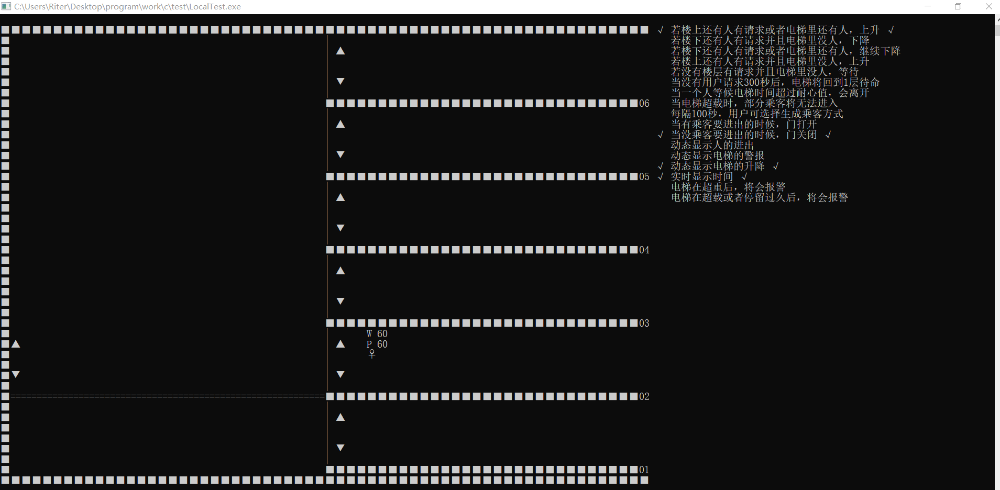 C:\Users\Riter\Desktop\program\work\c\test\LocalTest.exe
√ 若楼上还有人有请求或者电梯里还有人，上升 √
若楼下还有人有请求并且电梯里没人，下降
若楼下还有人有请求或者电梯里还有人，继续下降
若楼上还有人有请求并且电梯里没人，上升
若没有楼层有请求并且电梯里没人，等待
当没有用户请求300秒后，电梯将回到1层待命
当一个人等候电梯时间超过耐心值，会离开
当电梯超载时，部分乘客将无法进入
每隔100秒，用户可选择生成乘客方式
当有乘客要进出的时候，门打开
√ 当没乘客要进出的时候，门关闭 √
动态显示人的进出
动态显示电梯的警报
√ 动态显示电梯的升降 √
√ 实时显示时间 √
电梯在超重后，将会报警
电梯在超载或者停留过久后，将会报警
06
05
04
03
W 60
P 60
02
01